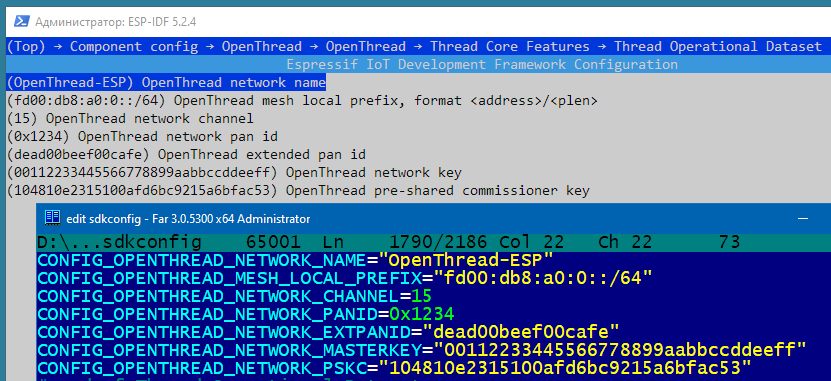 Администратор: ESP-IDF 5.2.4
(Top) → Component config → OpenThread → OpenThread → Thread Core Features → Thread Operational Dataset
Espressif IoT Development Framework Configuration
(OpenThread-ESP) OpenThread network name
(fd00:db8:a0:0::/64) OpenThread mesh local prefix, format <address>/<plen>
(15) OpenThread network channel
(0x1234) OpenThread network pan id
(dead00beef00cafe) OpenThread extended pan id
(00112233445566778899aabbccddeeff) OpenThread network key
(104810e2315100afd6bc9215a6bfac53) OpenThread pre-shared commissioner key
edit sdkconfig - Far 3.0.5300 x64 Administrator
D:\...sdkconfig 65001 Ln 1790/2186 Col 22 Ch 22 73
CONFIG_OPENTHREAD_NETWORK_NAME="OpenThread-ESP"
CONFIG_OPENTHREAD_MESH_LOCAL_PREFIX="fd00:db8:a0:0::/64"
CONFIG_OPENTHREAD_NETWORK_CHANNEL=15
CONFIG_OPENTHREAD_NETWORK_PANID=0x1234
CONFIG_OPENTHREAD_NETWORK_EXTPANID="dead00beef00cafe"
CONFIG_OPENTHREAD_NETWORK_MASTERKEY="00112233445566778899aabbccddeeff"
CONFIG_OPENTHREAD_NETWORK_PSKC="104810e2315100afd6bc9215a6bfac53"